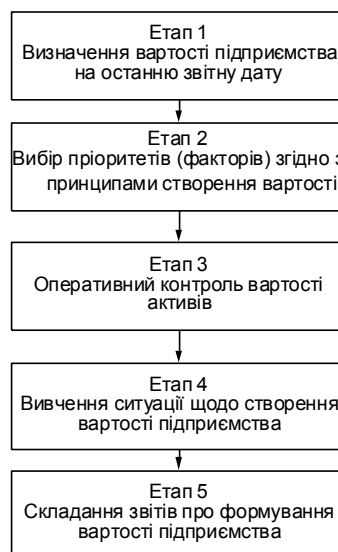 Етап 1
Визначення вартості підприємства
на останню звітну дату
Етап 2
Вибір пріоритетів (факторів) згідно з
принципами створення вартості
Етап 3
Оперативний контроль вартості
активів
Етап 4
Вивчення ситуації щодо створення
вартості підприємства
Етап 5
Складання звітів про формування
вартості підприємства